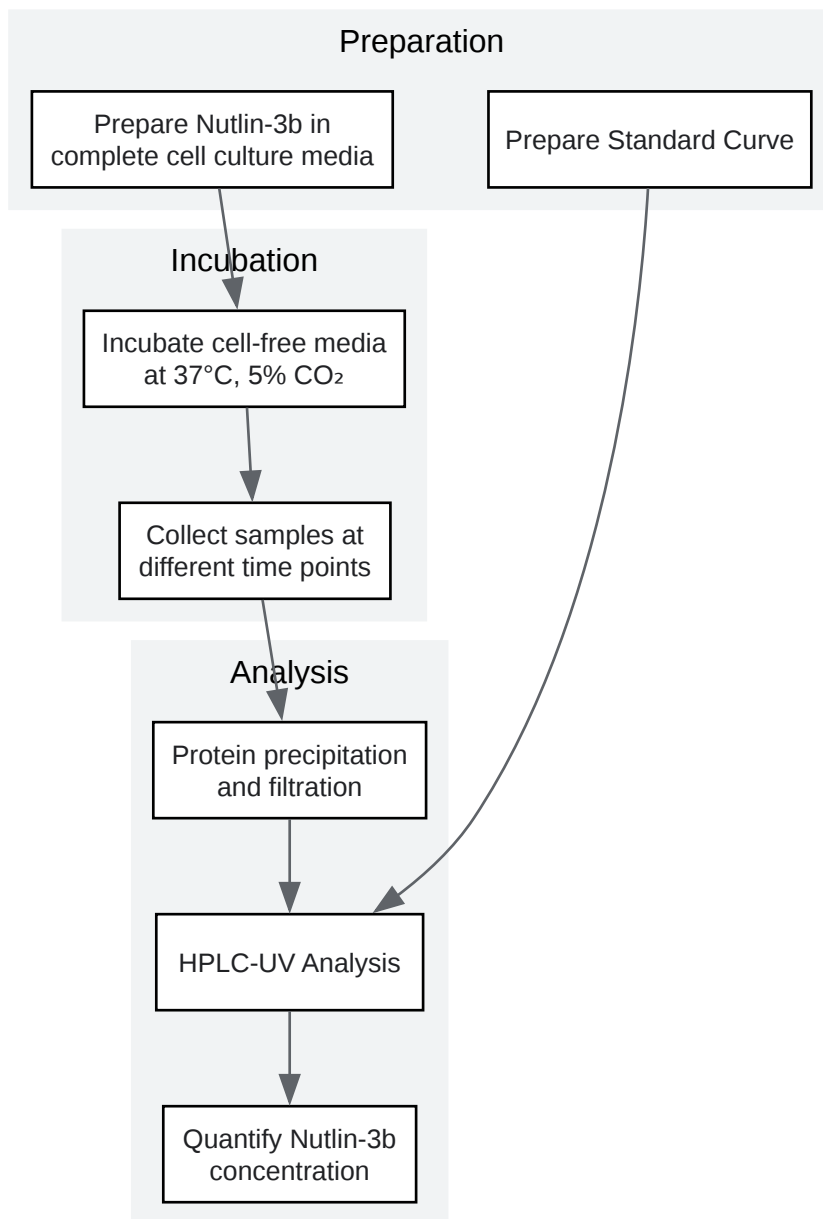 Preparation
Prepare Nutlin-3b in
complete cell culture media
Prepare Standard Curve
Incubation
Incubate cell-free media
at 37°C, 5% CO₂
Collect samples at
different time points
Analysis
Protein precipitation
and filtration
HPLC-UV Analysis
Quantify Nutlin-3b
concentration